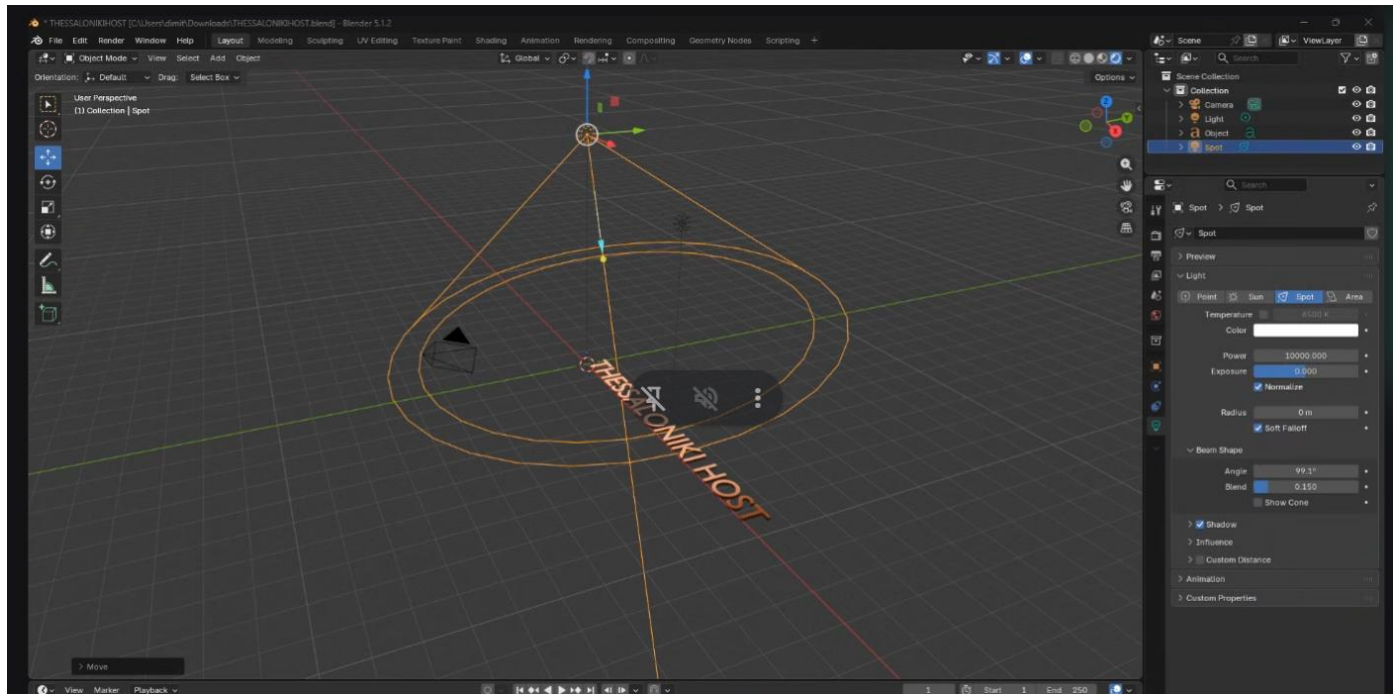 * THESSALONIKIHOST [C:\Users\dimit\Downloads\THESSALONIKIHOST.blend] - Blender 5.1.2
File Edit Render Window Help Layout Modeling Sculpting UV Editing Texture Paint Shading Animation Rendering Compositing Geometry Nodes Scripting + Scene ViewLayer
Object Mode View Select Add Object Global Search
Orientation: Default Drag: Select Box Options Scene Collection
User Perspective
(1) Collection | Spot
Collection
Camera
Light
Object
Spot
Search
Spot > Spot
Spot
Preview
Light
Point Sun Spot Area
Temperature 6500 K
Color
Power 10000.000
Exposure 0.000
Normalize
Radius 0 m
Soft Falloff
Beam Shape
Angle 99.1°
Blend 0.150
Show Cone
Shadow
Influence
Custom Distance
Animation
Custom Properties
X
Y
Z
THESSALONIKI HOST
> Move
View Marker Playback 1 Start 1 End 250